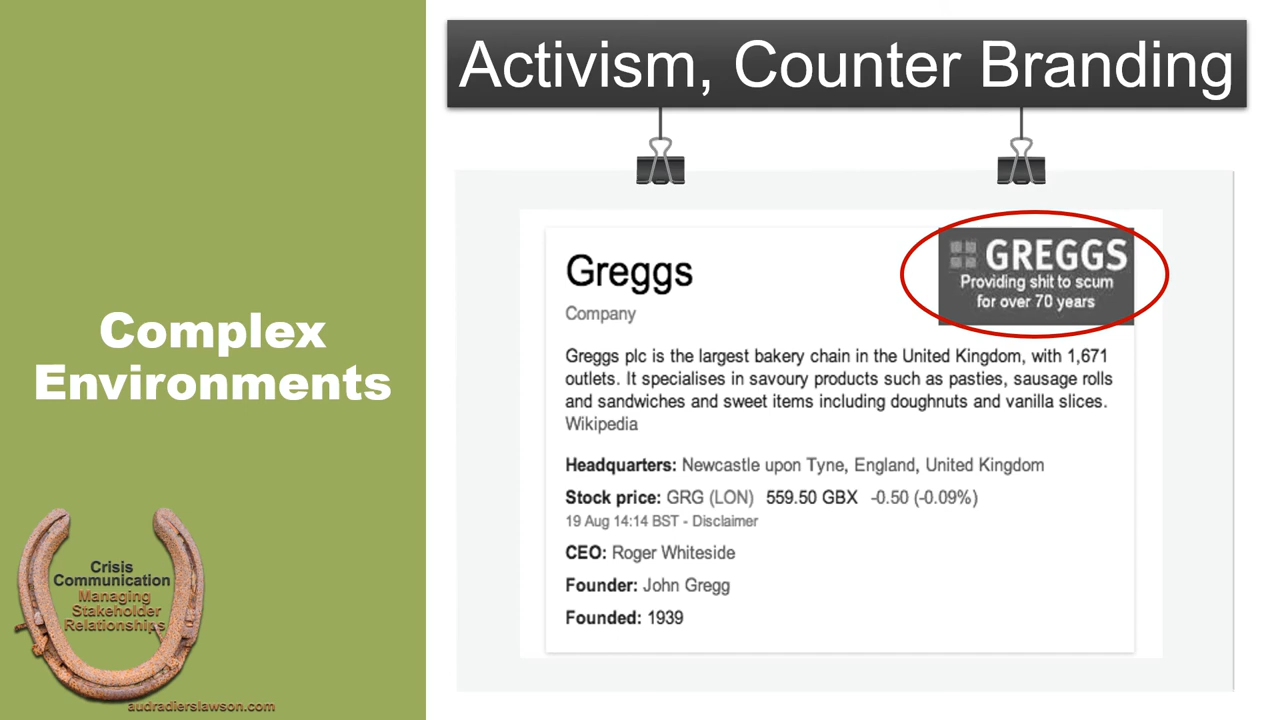 Activism, Counter Branding
Complex
Environments
Greggs
Company
GREGGS
Providing shit to scum
for over 70 years
Greggs plc is the largest bakery chain in the United Kingdom, with 1,671
outlets. It specialises in savoury products such as pasties, sausage rolls
and sandwiches and sweet items including doughnuts and vanilla slices.
Wikipedia
Headquarters: Newcastle upon Tyne, England, United Kingdom
Stock price: GRG (LON) 559.50 GBX -0.50 (-0.09%)
19 Aug 14:14 BST - Disclaimer
CEO: Roger Whiteside
Founder: John Gregg
Founded: 1939
Crisis
Communication
Managing
Stakeholder
Relationships
audradierslawson.com